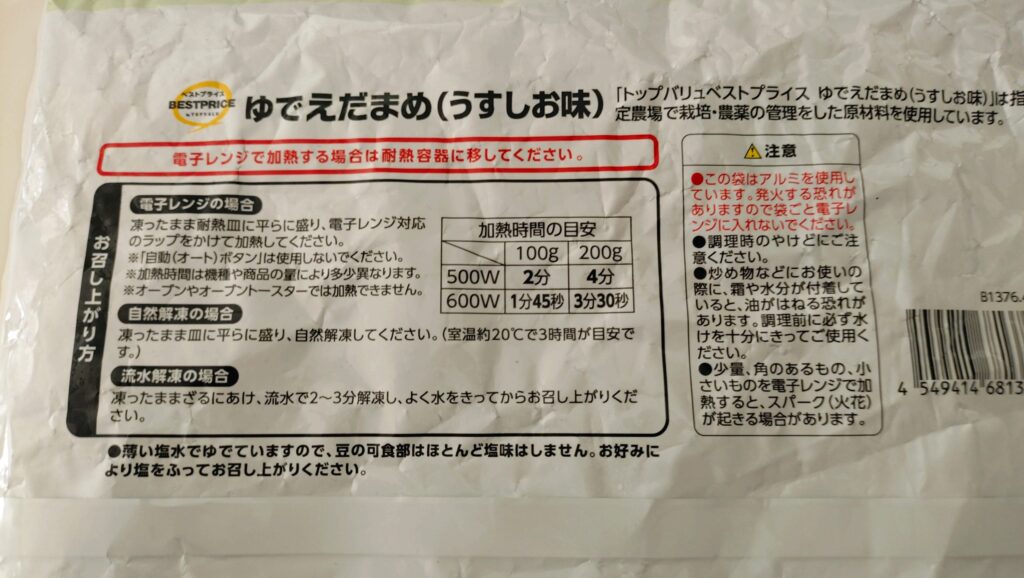 ベストプライス
BESTPRICE
by TOPVALU
ゆでえだまめ(うすしお味)
「トップバリュベストプライス ゆでえだまめ(うすしお味)」は指
定農場で栽培・農薬の管理をした原材料を使用しています。
電子レンジで加熱する場合は耐熱容器に移してください。
お召し上がり方
電子レンジの場合
凍ったまま耐熱皿に平らに盛り、電子レンジ対応
のラップをかけて加熱してください。
※「自動(オート)ボタン」は使用しないでください。
※加熱時間は機種や商品の量により多少異なります。
※オーブンやオーブントースターでは加熱できません。
加熱時間の目安
100g 200g
500W 2分 4分
600W 1分45秒 3分30秒
自然解凍の場合
凍ったまま皿に平らに盛り、自然解凍してください。(室温約20℃で3時間が目安で
す。)
流水解凍の場合
凍ったままざるにあけ、流水で2〜3分解凍し、よく水をきってからお召し上がりくだ
さい。
●薄い塩水でゆでていますので、豆の可食部はほとんど塩味はしません。お好みに
より塩をふってお召し上がりください。
注意
●この袋はアルミを使用し
ています。発火する恐れが
ありますので袋ごと電子レ
ンジに入れないでください。
●調理時のやけどにご注
意ください。
●炒め物などにお使いの
際に、霜や水分が付着して
いると、油がはねる恐れが
あります。調理前に必ず水
けを十分にきってご使用く
ださい。
●少量、角のあるもの、小
さいものを電子レンジで加
熱すると、スパーク(火花)
が起きる場合があります。
B1376.
4 549414 6813